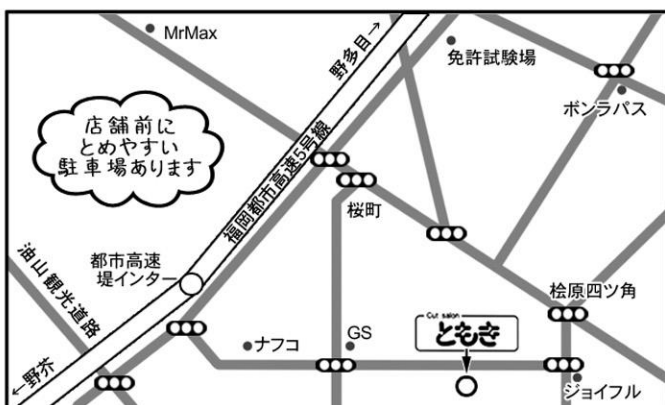 MrMax
野多目→
免許試験場
ボンラパス
店舗前に
とめやすい
駐車場あります
福岡都市高速5号線
桜町
都市高速
堤インター
油山観光道路
桧原四ツ角
Cut salon
ともき
ナフコ
GS
←野芥
ジョイフル